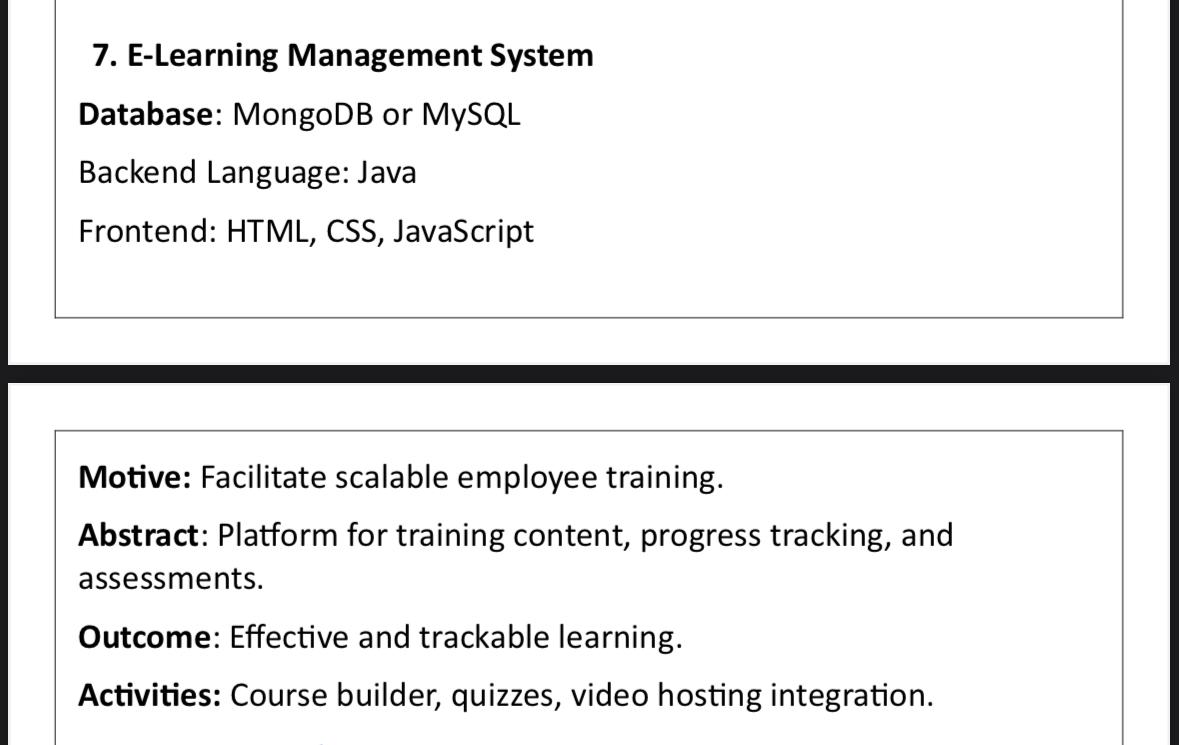 7. E-Learning Management System
Database: MongoDB or MySQL
Backend Language: Java
Frontend: HTML, CSS, JavaScript
Motive: Facilitate scalable employee training.
Abstract: Platform for training content, progress tracking, and
assessments.
Outcome: Effective and trackable learning.
Activities: Course builder, quizzes, video hosting integration.